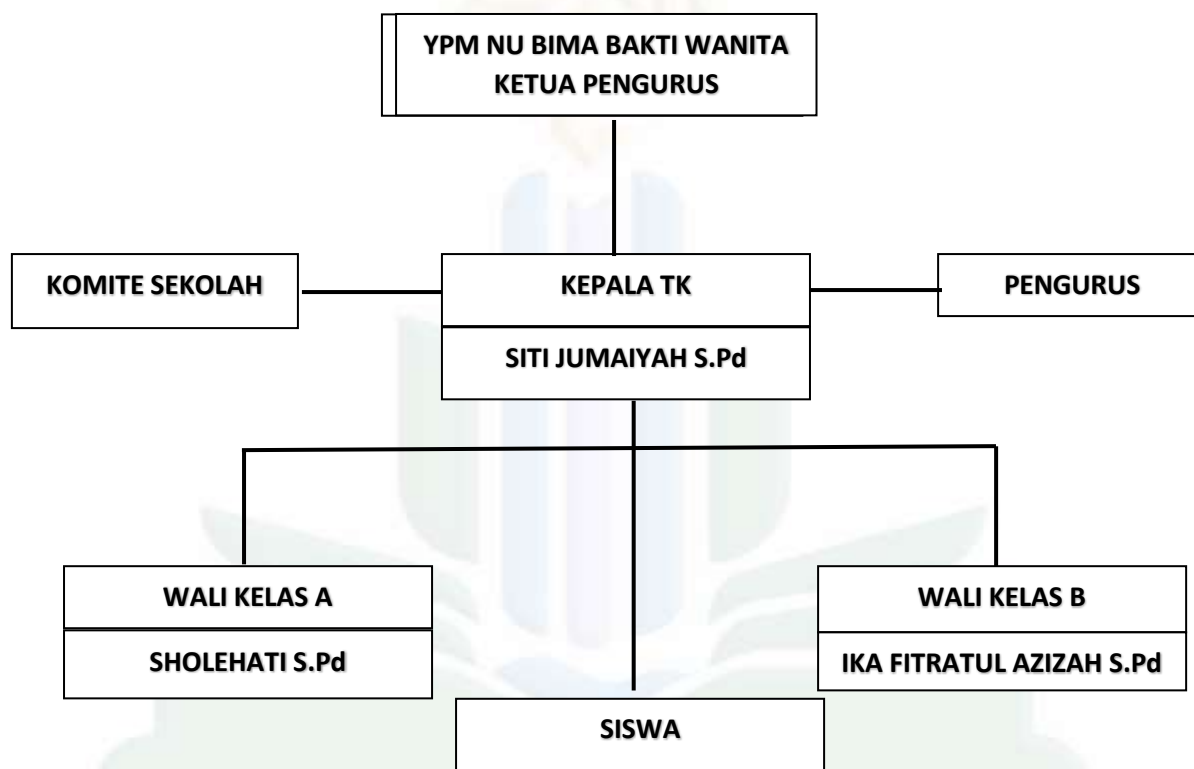 YPM NU BIMA BAKTI WANITA
KETUA PENGURUS
KOMITE SEKOLAH
KEPALA TK
PENGURUS
SITI JUMAIYAH S.Pd
WALI KELAS A
WALI KELAS B
SHOLEHATI S.Pd
IKA FITRATUL AZIZAH S.Pd
SISWA